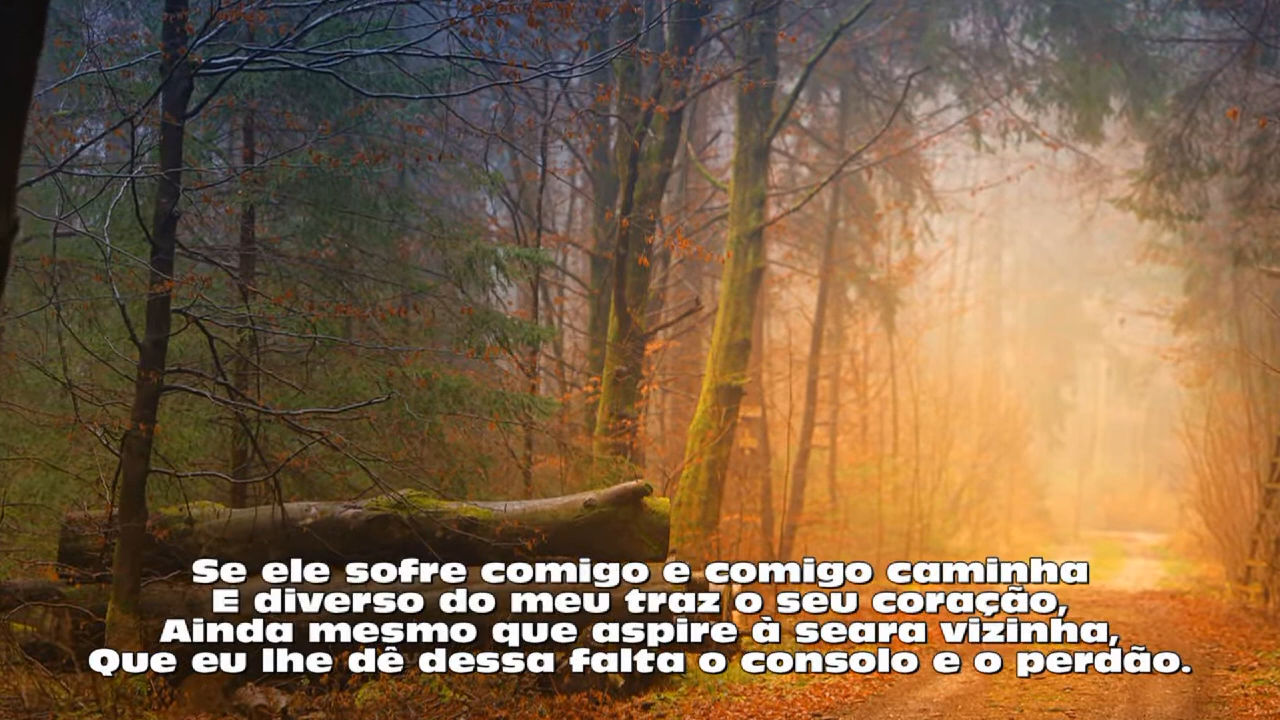 Se ele sofre comigo e comigo caminha
E diverso do meu traz o seu coração,
Ainda mesmo que aspire à seara vizinha,
Que eu lhe dê dessa falta o consolo e o perdão.